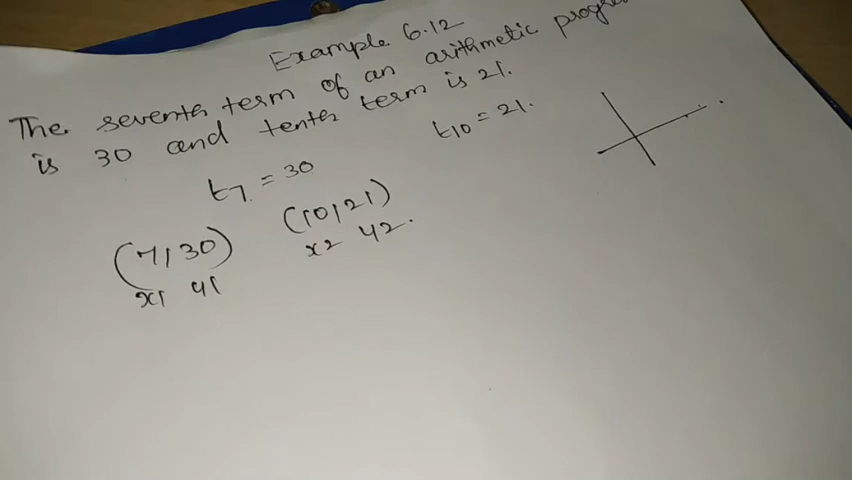 Example 6.12
The seventh term of an arithmetic
is 30 and tenth term is 21.
t7 = 30 t10 = 21.
(7,30) (10,21)
x1 y1 x2 y2.